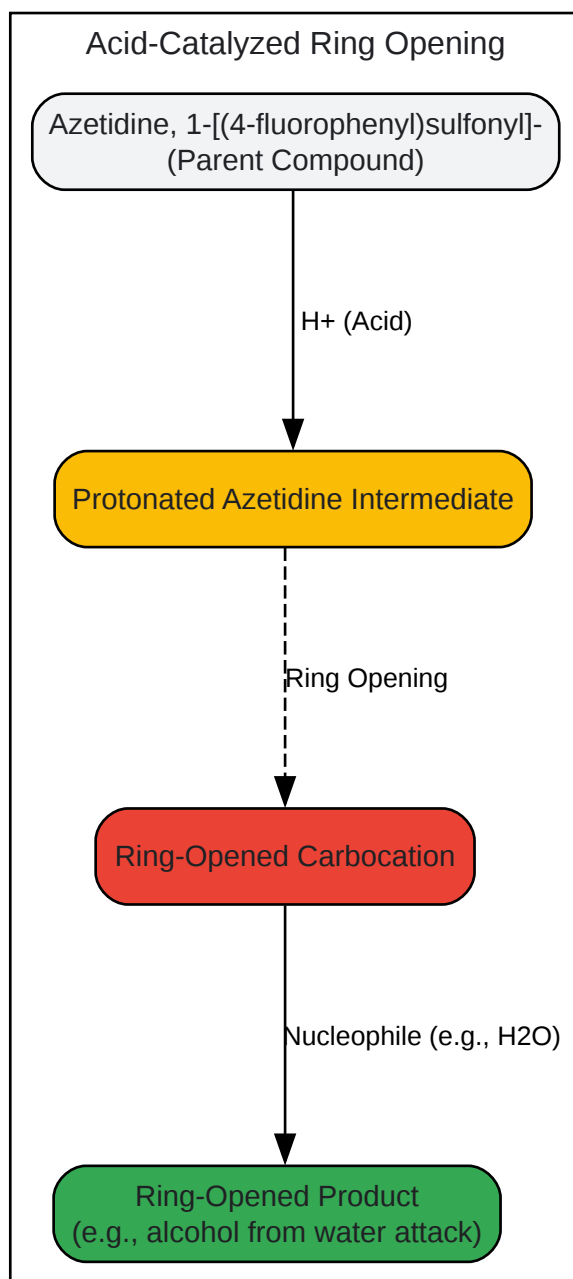 Acid-Catalyzed Ring Opening
Azetidine, 1-[(4-fluorophenyl)sulfonyl]-
(Parent Compound)
H+ (Acid)
Protonated Azetidine Intermediate
Ring Opening
Ring-Opened Carbocation
Nucleophile (e.g., H2O)
Ring-Opened Product
(e.g., alcohol from water attack)